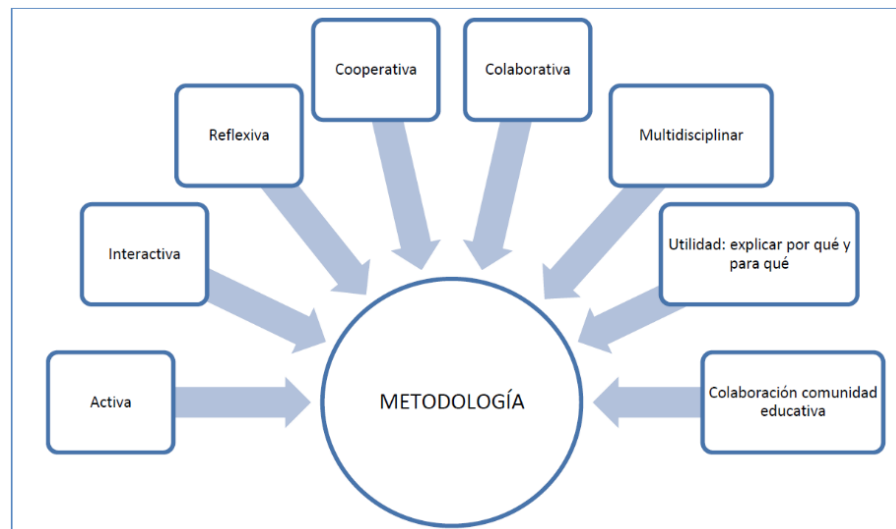 Cooperativa
Colaborativa
Reflexiva
Multidisciplinar
Interactiva
Utilidad: explicar por qué y
para qué
Activa
METODOLOGÍA
Colaboración comunidad
educativa